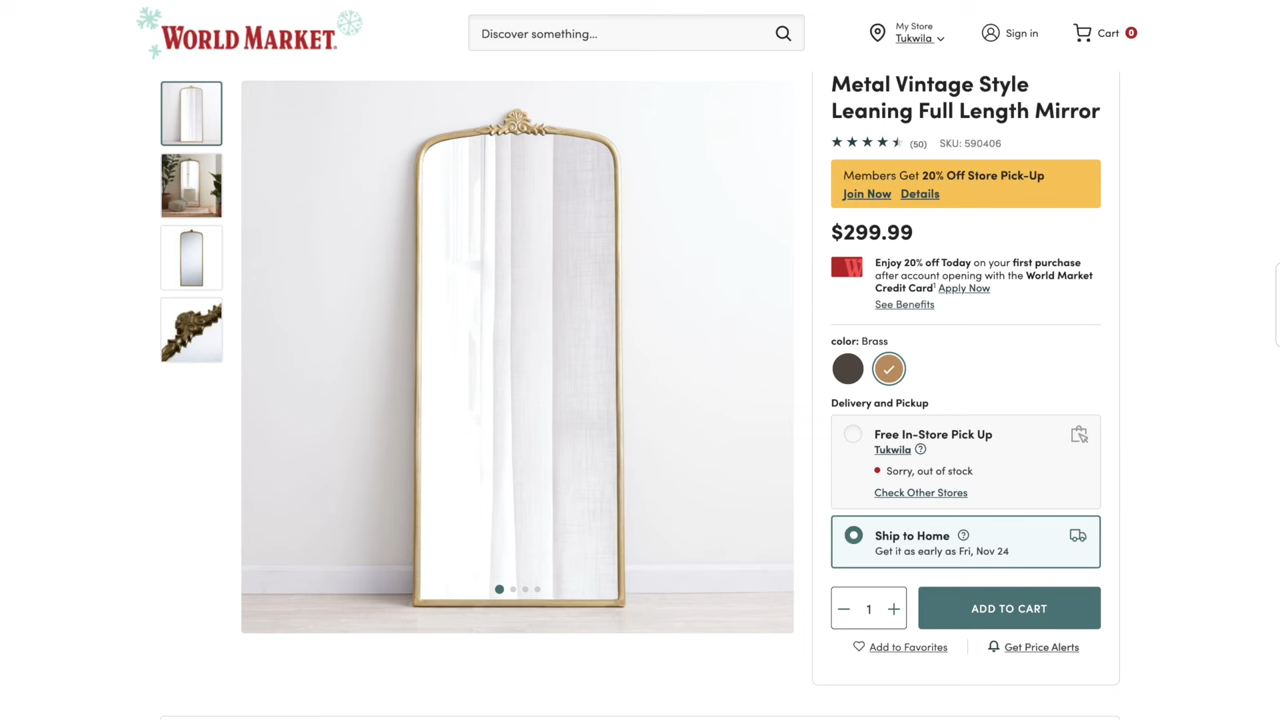 WORLD MARKET®
Discover something...
My Store
Tukwila
Sign in
Cart 0
Metal Vintage Style
Leaning Full Length Mirror
(50) SKU: 590406
Members Get 20% Off Store Pick-Up
Join Now Details
$299.99
Enjoy 20% off Today on your first purchase
after account opening with the World Market
Credit Card¹ Apply Now
See Benefits
color: Brass
Delivery and Pickup
Free In-Store Pick Up
Tukwila ?
Sorry, out of stock
Check Other Stores
Ship to Home ?
Get it as early as Fri, Nov 24
1
ADD TO CART
Add to Favorites
Get Price Alerts